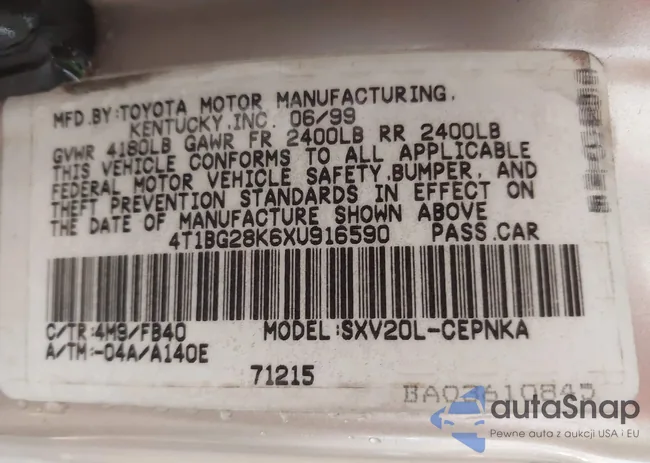 MFD.BY:TOYOTA MOTOR MANUFACTURING,
KENTUCKY,INC. 06/99
GVWR 4180LB GAWR FR 2400LB RR 2400LB
THIS VEHICLE CONFORMS TO ALL APPLICABLE
FEDERAL MOTOR VEHICLE SAFETY,BUMPER, AND
THEFT PREVENTION STANDARDS IN EFFECT ON
THE DATE OF MANUFACTURE SHOWN ABOVE
4T1BG28K6XU916590 PASS.CAR
C/TR:4M9/FB40 MODEL:SXV20L-CEPNKA
A/TM:-04A/A140E
71215
autaSnap
Pewne auta z aukcji USA i EU